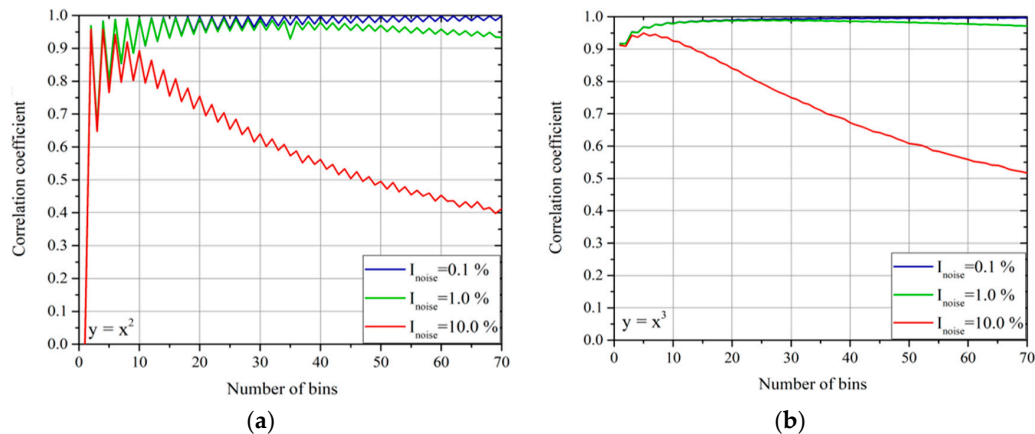 1.0
0.9
0.8
0.7
0.6
0.5
0.4
0.3
0.2
0.1
0.0
Correlation coefficient
I_noise=0.1 %
I_noise=1.0 %
I_noise=10.0 %
y = x²
0 10 20 30 40 50 60 70
Number of bins
(a)
1.0
0.9
0.8
0.7
0.6
0.5
0.4
0.3
0.2
0.1
0.0
Correlation coefficient
I_noise=0.1 %
I_noise=1.0 %
I_noise=10.0 %
y = x³
0 10 20 30 40 50 60 70
Number of bins
(b)